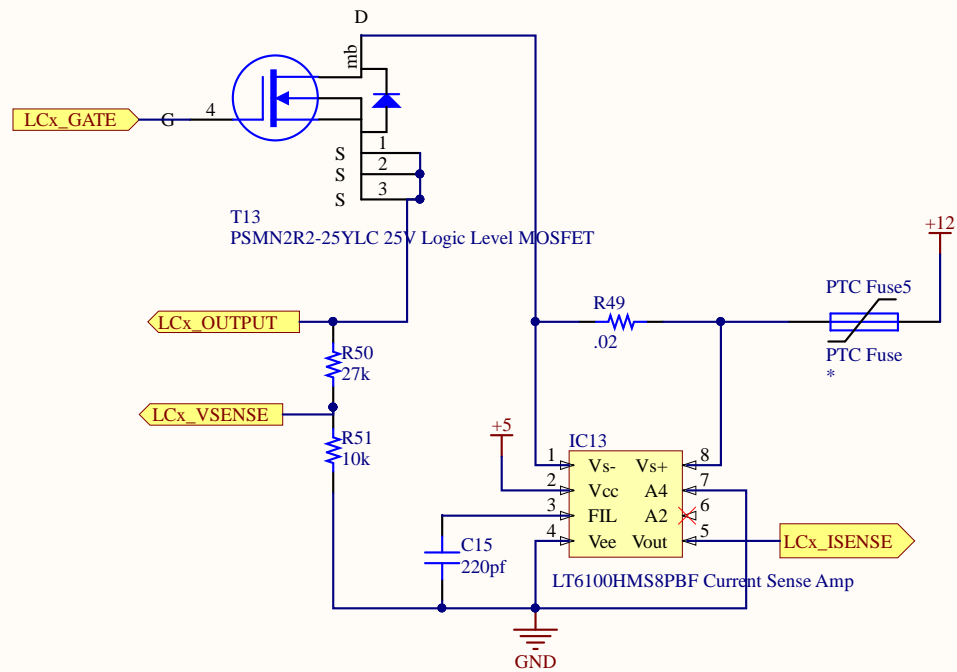 D
mb
LCx_GATE
G
4
S
1
S
2
S
3
T13
PSMN2R2-25YLC 25V Logic Level MOSFET
+12
PTC Fuse5
R49
.02
PTC Fuse
*
LCx_OUTPUT
R50
27k
LCx_VSENSE
R51
10k
+5
IC13
1
Vs-
Vs+
8
2
Vcc
A4
7
3
FIL
A2
6
4
Vee
Vout
5
LCx_ISENSE
C15
220pf
LT6100HMS8PBF Current Sense Amp
GND